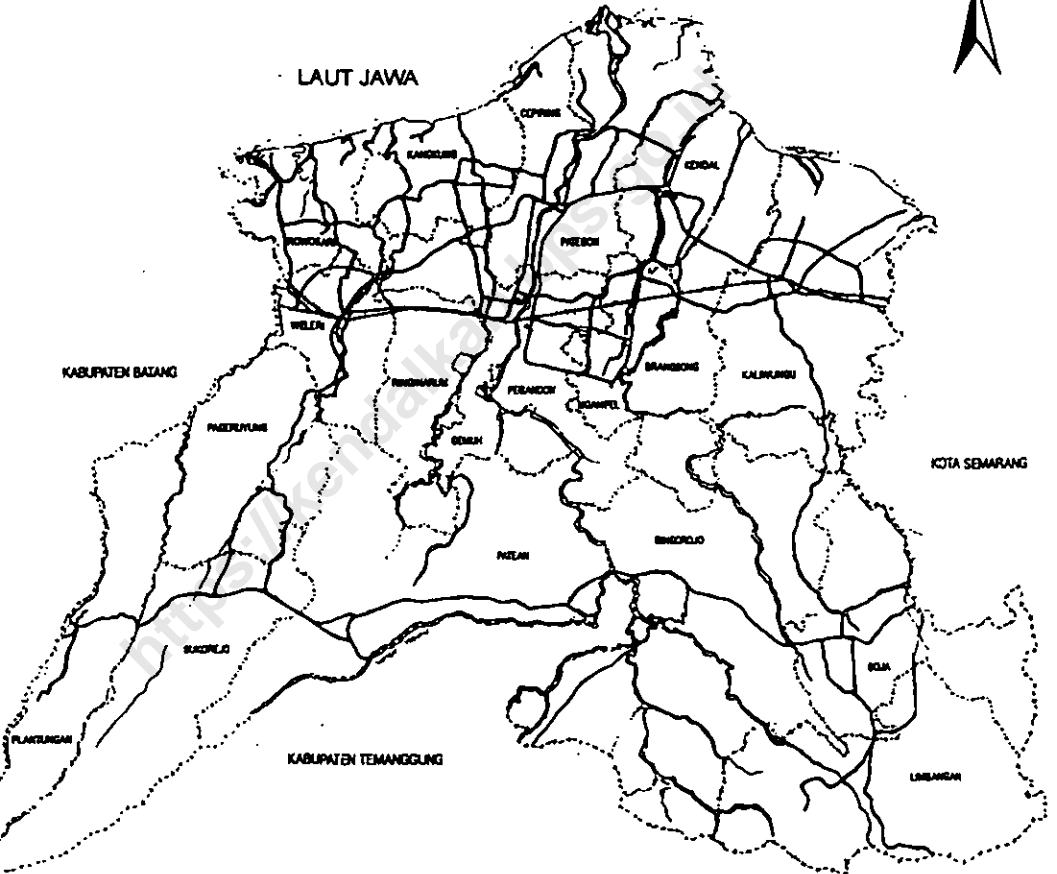 LAUT JAWA
CEPIRING
KANGKUNG
KENDAL
ROWOSARI
PATEBON
WELERI
KABUPATEN BATANG
RINGINARUM
PEGANDON
NGAMPEL
BRANGSONG
KALIWUNGU
PAGERUYUNG
GEMUH
KOTA SEMARANG
PATEAN
SINGOROJO
SUKOREJO
BOJA
PLANTUNGAN
KABUPATEN TEMANGGUNG
LIMBANGAN
https://kendalkab.bps.go.id